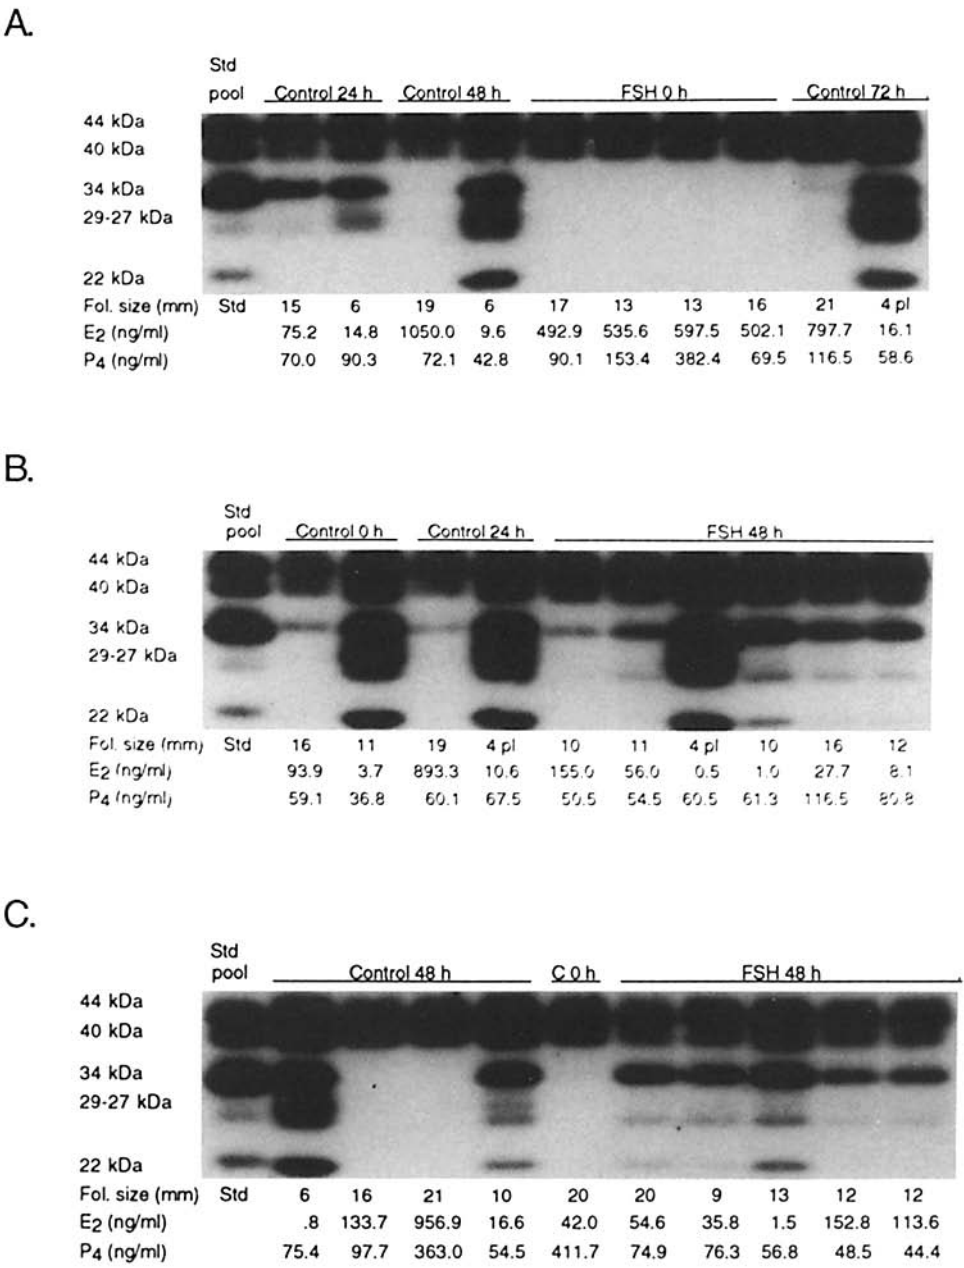 A.
Std
pool Control 24 h Control 48 h FSH 0 h Control 72 h
44 kDa
40 kDa
34 kDa
29-27 kDa
22 kDa
Fol. size (mm) Std 15 6 19 6 17 13 13 16 21 4 pl
E2 (ng/ml) 75.2 14.8 1050.0 9.6 492.9 535.6 597.5 502.1 797.7 16.1
P4 (ng/ml) 70.0 90.3 72.1 42.8 90.1 153.4 382.4 69.5 116.5 58.6
B.
Std
pool Control 0 h Control 24 h FSH 48 h
44 kDa
40 kDa
34 kDa
29-27 kDa
22 kDa
Fol. size (mm) Std 16 11 19 4 pl 10 11 4 pl 10 16 12
E2 (ng/ml) 93.9 3.7 893.3 10.6 155.0 56.0 0.5 1.0 27.7 8.1
P4 (ng/ml) 59.1 36.8 60.1 67.5 50.5 54.5 60.5 61.3 116.5
C.
Std
pool Control 48 h C 0 h FSH 48 h
44 kDa
40 kDa
34 kDa
29-27 kDa
22 kDa
Fol. size (mm) Std 6 16 21 10 20 20 9 13 12 12
E2 (ng/ml) .8 133.7 956.9 16.6 42.0 54.6 35.8 1.5 152.8 113.6
P4 (ng/ml) 75.4 97.7 363.0 54.5 411.7 74.9 76.3 56.8 48.5 44.4